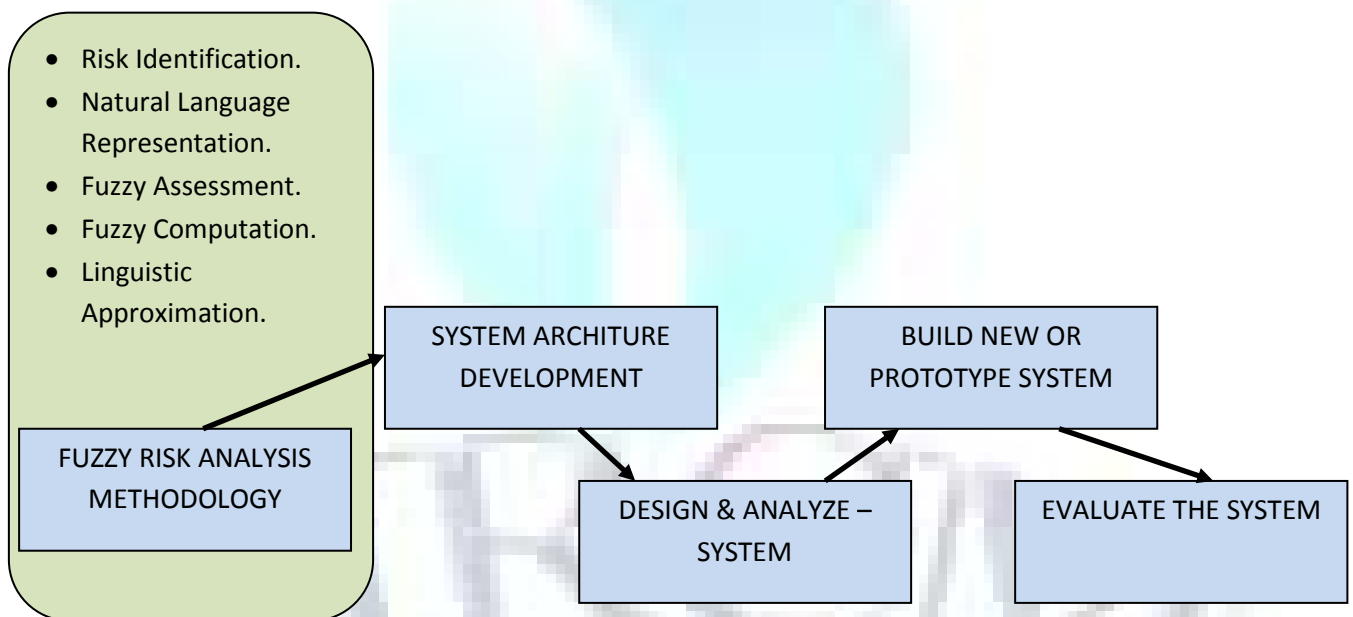 • Risk Identification.
• Natural Language
Representation.
• Fuzzy Assessment.
• Fuzzy Computation.
• Linguistic
Approximation.
FUZZY RISK ANALYSIS
METHODOLOGY
SYSTEM ARCHITURE
DEVELOPMENT
DESIGN & ANALYZE –
SYSTEM
BUILD NEW OR
PROTOTYPE SYSTEM
EVALUATE THE SYSTEM